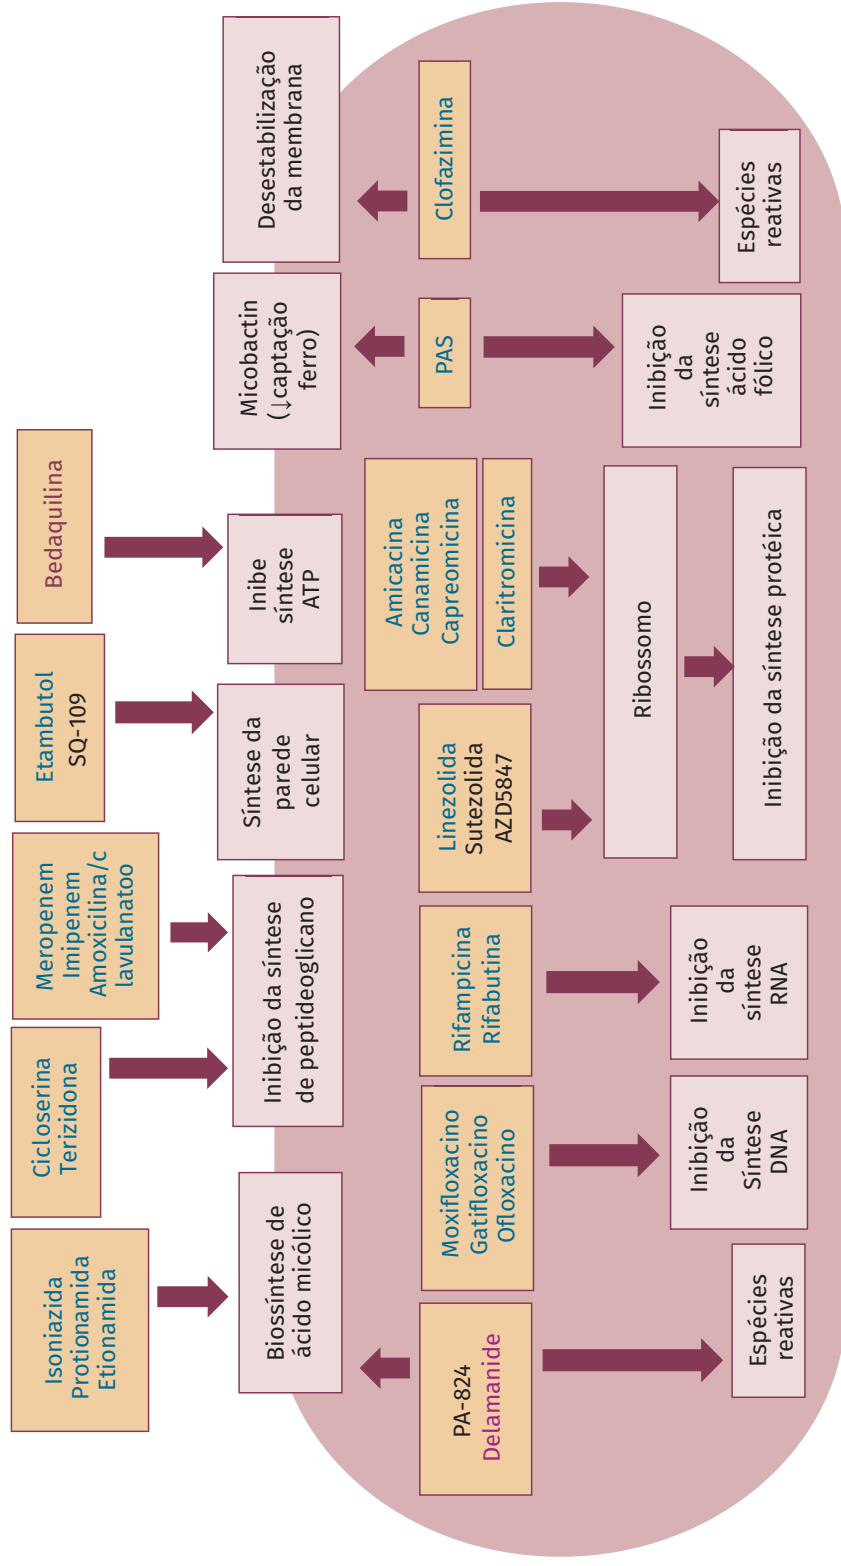 Isoniazida
Protionamida
Etionamida
Cicloserina
Terizidona
Meropenem
Imipenem
Amoxicilina/c
lavulanatoo
Etambutol
SQ-109
Bedaquilina
Biossíntese de
ácido micólico
Inibição da síntese
de peptideoglicano
Síntese da
parede
celular
Inibe
síntese
ATP
Micobactin
(↓captação
ferro)
Desestabilização
da membrana
PA-824
Delamanide
Moxifloxacino
Gatifloxacino
Ofloxacino
Rifampicina
Rifabutina
Linezolida
Sutezolida
AZD5847
Amicacina
Canamicina
Capreomicina
Claritromicina
PAS
Clofazimina
Espécies
reativas
Inibição
da
Síntese
DNA
Inibição
da
síntese
RNA
Ribossomo
Inibição da síntese protéica
Inibição
da
síntese
ácido
fólico
Espécies
reativas